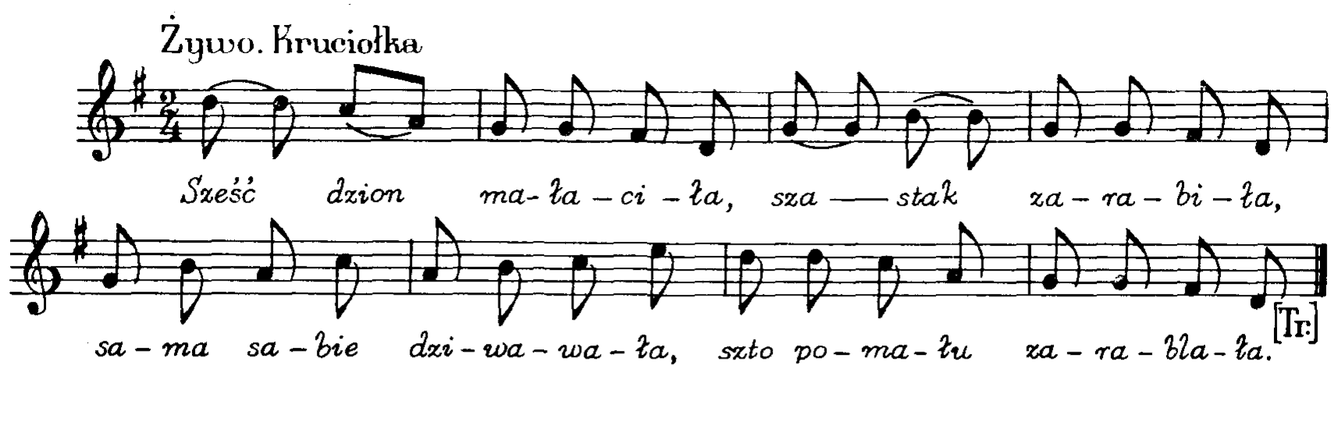 Żywo. Kruciołka
Sześć dzion ma-ła-ci-ła, sza — stak za-ra-bi-ła,
sa-ma sa-bie dzi-wa-wa-ła, szto po-ma-łu za-ra-bla-ła.
[Tr.]